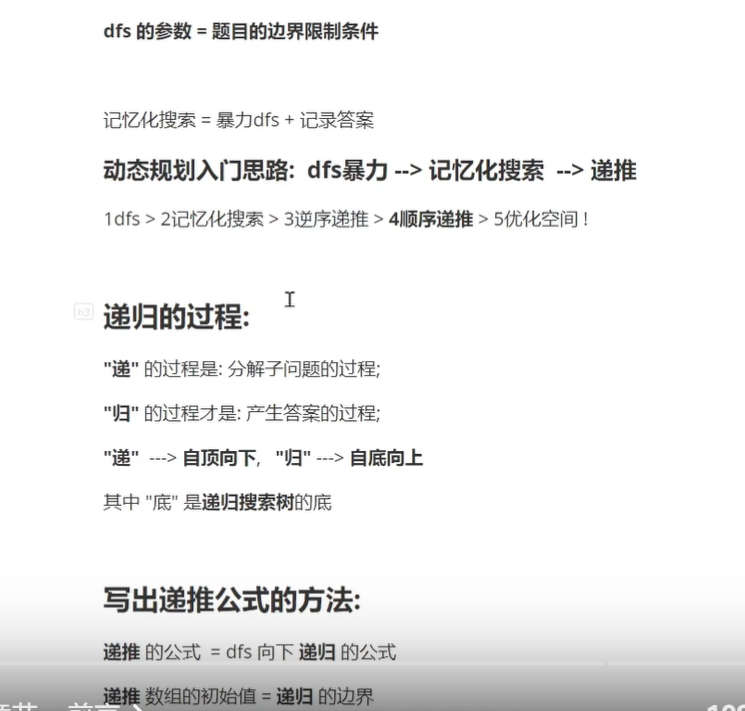 dfs 的参数 = 题目的边界限制条件
记忆化搜索 = 暴力dfs + 记录答案
动态规划入门思路: dfs暴力 --> 记忆化搜索 --> 递推
1dfs > 2记忆化搜索 > 3逆序递推 > 4顺序递推 > 5优化空间 !
h3
递归的过程:
"递" 的过程是: 分解子问题的过程;
"归" 的过程才是: 产生答案的过程;
"递" ---> 自顶向下, "归" ---> 自底向上
其中 "底" 是递归搜索树的底
写出递推公式的方法:
递推 的公式 = dfs 向下 递归 的公式
递推 数组的初始值 = 递归 的边界